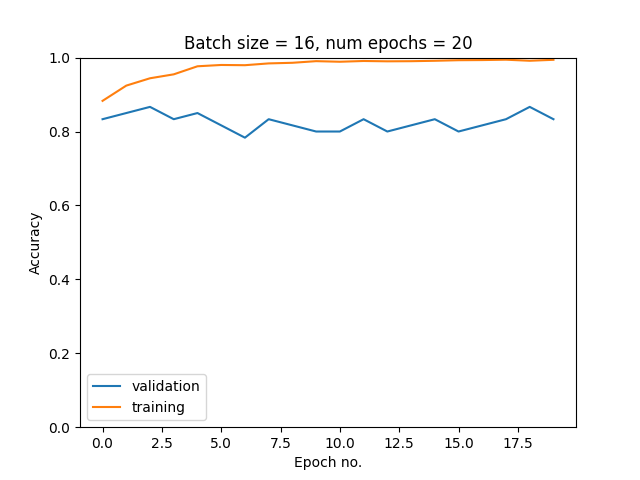 Batch size = 16, num epochs = 20
Accuracy
1.0
0.8
0.6
0.4
0.2
0.0
validation
training
0.0 2.5 5.0 7.5 10.0 12.5 15.0 17.5
Epoch no.